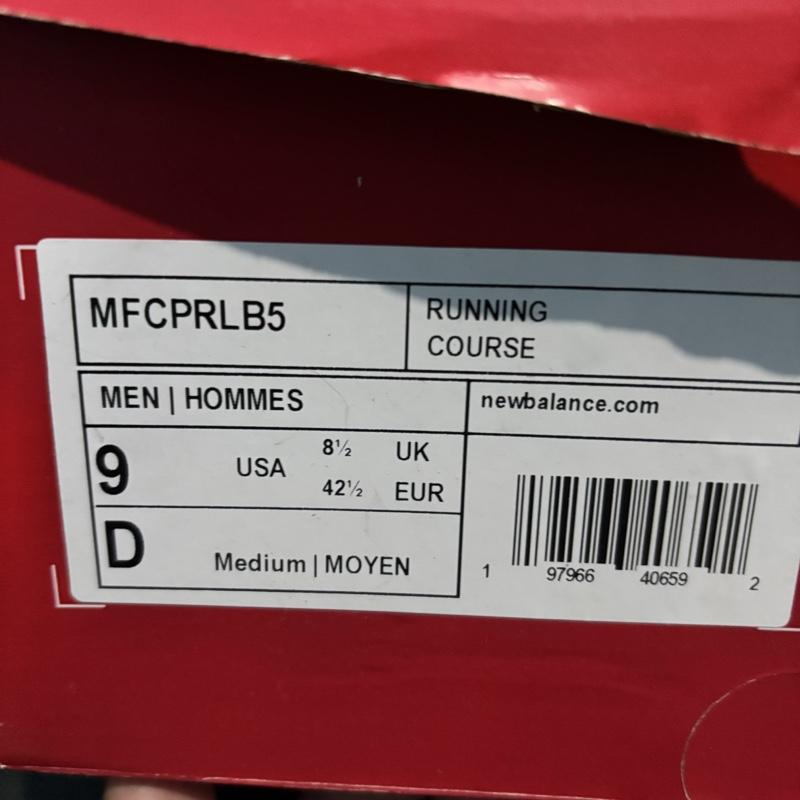 MFCPRLB5
RUNNING
COURSE
MEN | HOMMES
newbalance.com
9 USA 8½ UK
42½ EUR
D Medium | MOYEN
1 97966 40659 2